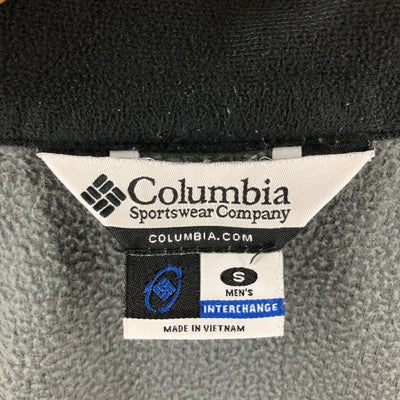 Columbia
Sportswear Company
COLUMBIA.COM
S
MEN'S
INTERCHANGE
MADE IN VIETNAM